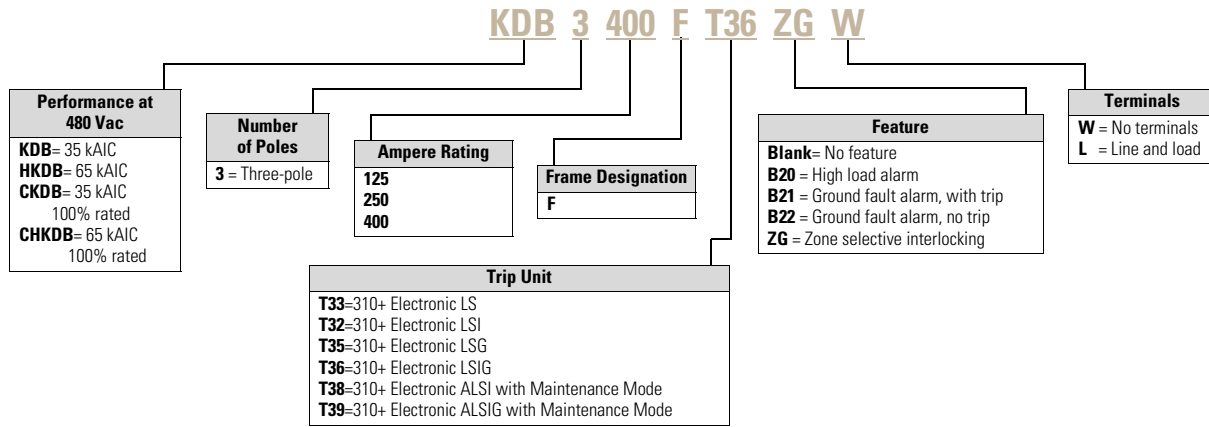 KDB 3 400 F T36 ZG W
Performance at
480 Vac
KDB= 35 kAIC
HKDB= 65 kAIC
CKDB= 35 kAIC
100% rated
CHKDB= 65 kAIC
100% rated
Number
of Poles
3 = Three-pole
Ampere Rating
125
250
400
Frame Designation
F
Trip Unit
T33=310+ Electronic LS
T32=310+ Electronic LSI
T35=310+ Electronic LSG
T36=310+ Electronic LSIG
T38=310+ Electronic ALSI with Maintenance Mode
T39=310+ Electronic ALSIG with Maintenance Mode
Feature
Blank= No feature
B20 = High load alarm
B21 = Ground fault alarm, with trip
B22 = Ground fault alarm, no trip
ZG = Zone selective interlocking
Terminals
W = No terminals
L = Line and load